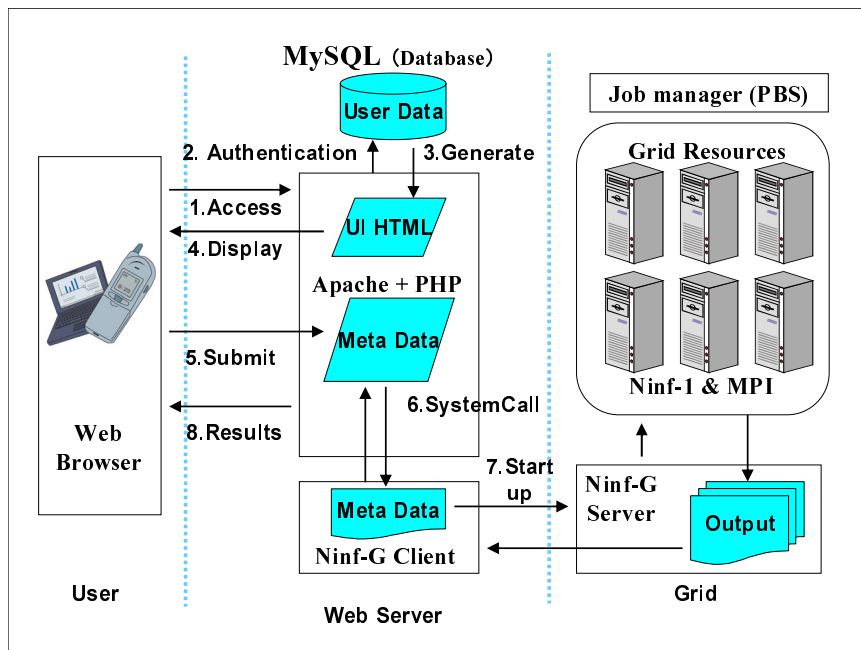 MySQL（Database）
User Data
2. Authentication
3.Generate
1.Access
UI HTML
4.Display
Apache + PHP
Meta Data
5.Submit
6.SystemCall
8.Results
Web
Browser
7.Start
up
Meta Data
Ninf-G Client
Job manager (PBS)
Grid Resources
Ninf-1 & MPI
Ninf-G
Server
Output
User
Web Server
Grid